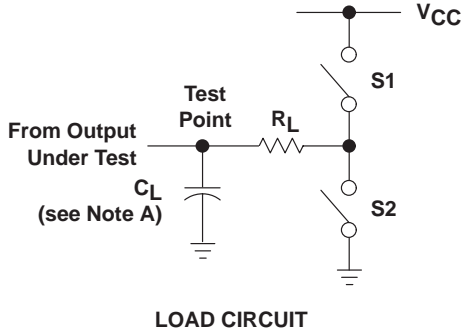 VCC
S1
Test
Point
RL
From Output
Under Test
CL
(see Note A)
S2
LOAD CIRCUIT